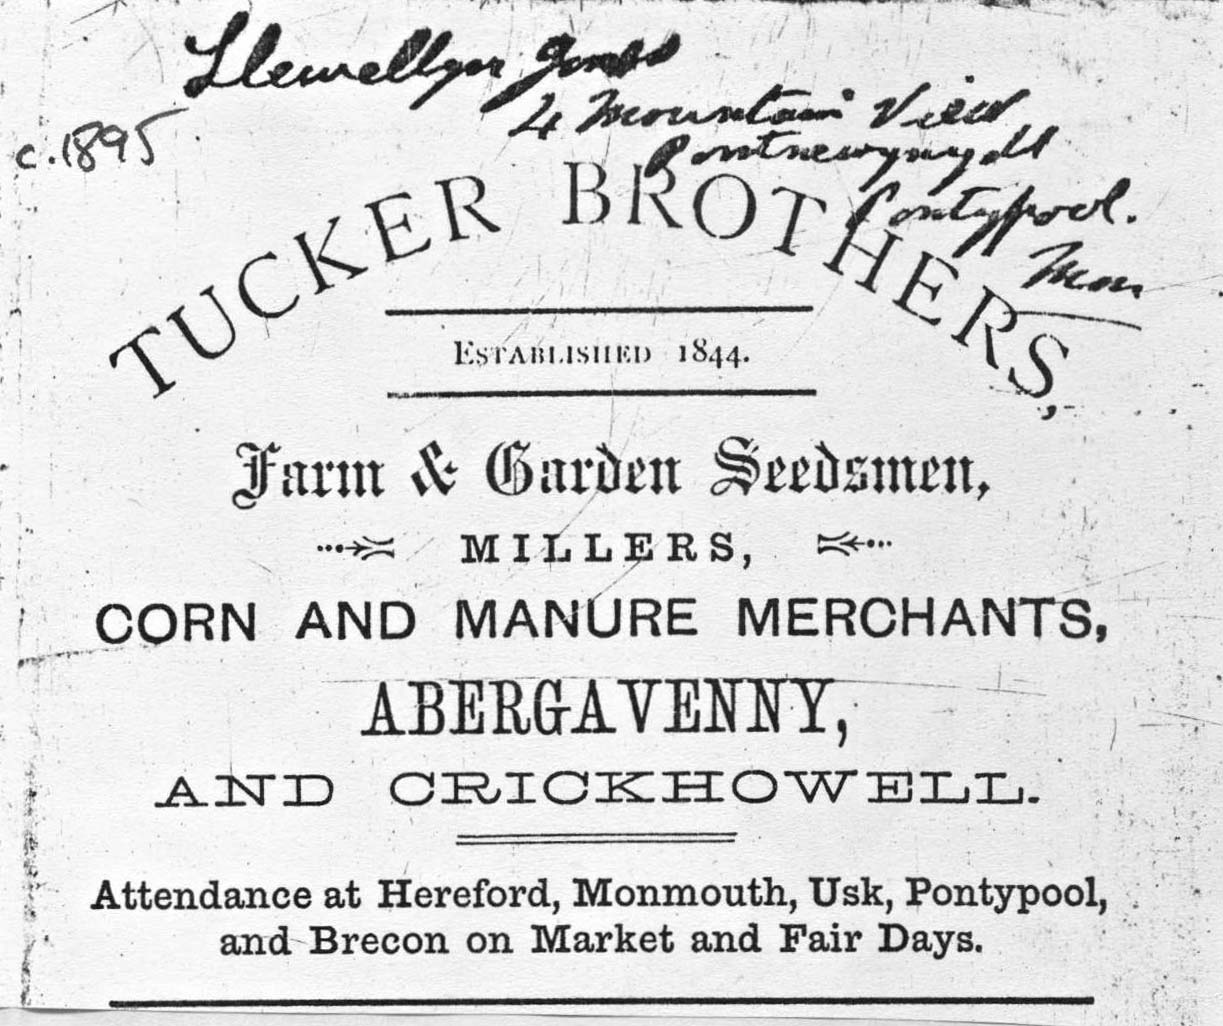 Llewellyn Jones
4 Mountain View
c.1895
Pontnewynydd
Pontypool.
Mon
TUCKER BROTHERS,
ESTABLISHED 1844.
Farm & Garden Seedsmen,
MILLERS,
CORN AND MANURE MERCHANTS,
ABERGAVENNY,
AND CRICKHOWELL.
Attendance at Hereford, Monmouth, Usk, Pontypool,
and Brecon on Market and Fair Days.